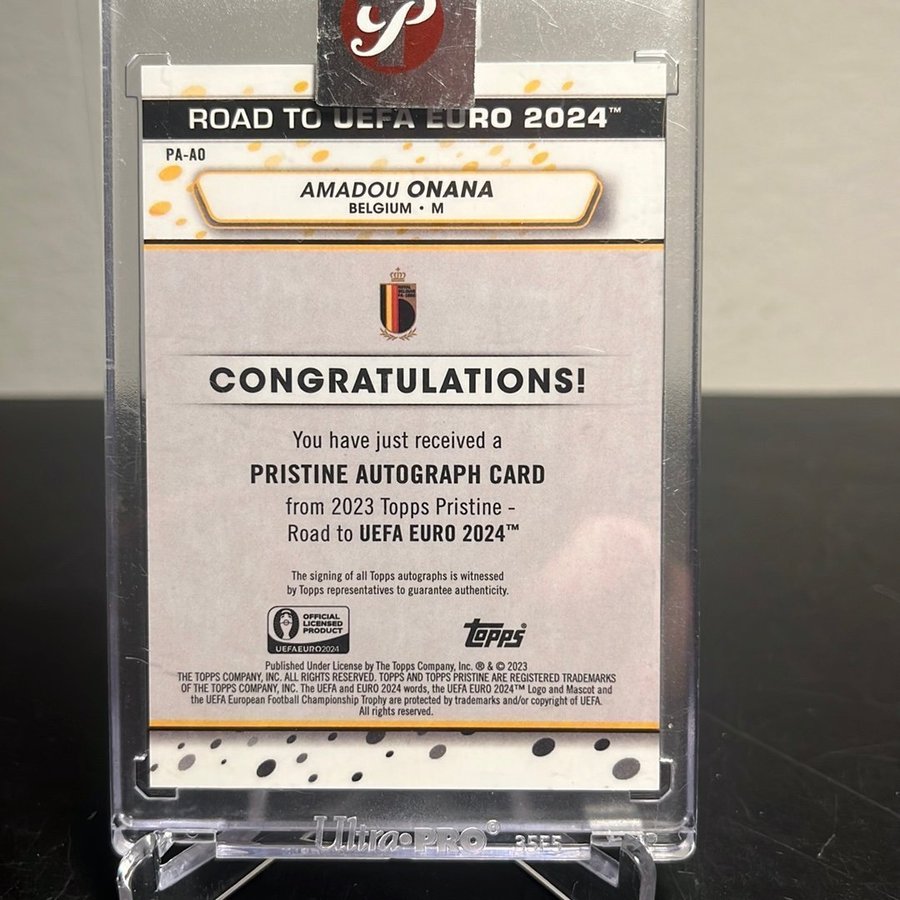 P
ROAD TO UEFA EURO 2024™
PA-AO
AMADOU ONANA
BELGIUM • M
CONGRATULATIONS!
You have just received a
PRISTINE AUTOGRAPH CARD
from 2023 Topps Pristine -
Road to UEFA EURO 2024™
The signing of all Topps autographs is witnessed
by Topps representatives to guarantee authenticity.
OFFICIAL
LICENSED
PRODUCT
UEFA EURO2024
topps®
Published Under License by The Topps Company, Inc. ® & © 2023
THE TOPPS COMPANY, INC. ALL RIGHTS RESERVED. TOPPS AND TOPPS PRISTINE ARE REGISTERED TRADEMARKS
OF THE TOPPS COMPANY, INC. The UEFA and EURO 2024 words, the UEFA EURO 2024™ Logo and Mascot and
the UEFA European Football Championship Trophy are protected by trademarks and/or copyright of UEFA.
All rights reserved.
Ultra•PRO®